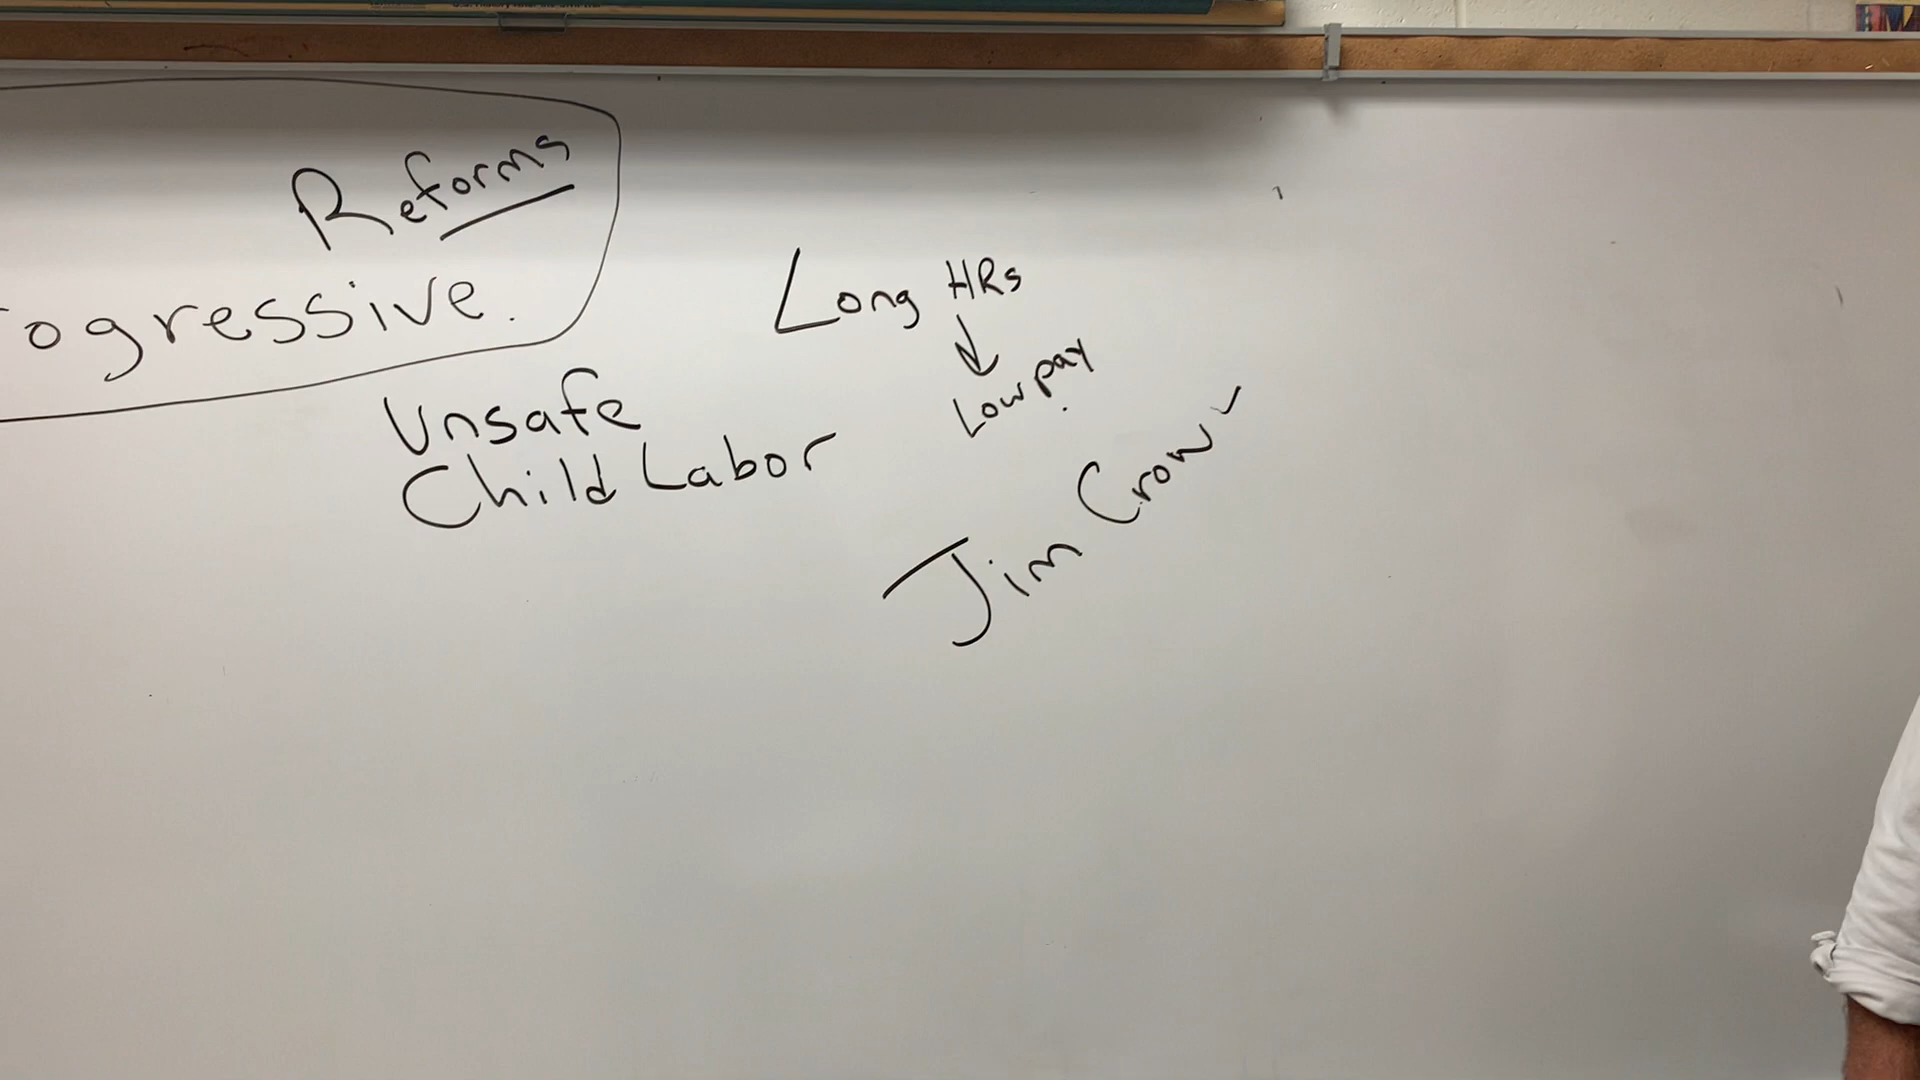 Reforms
ogressive.
Long HRs
↓
Low pay
Unsafe
Child Labor
Jim Crow